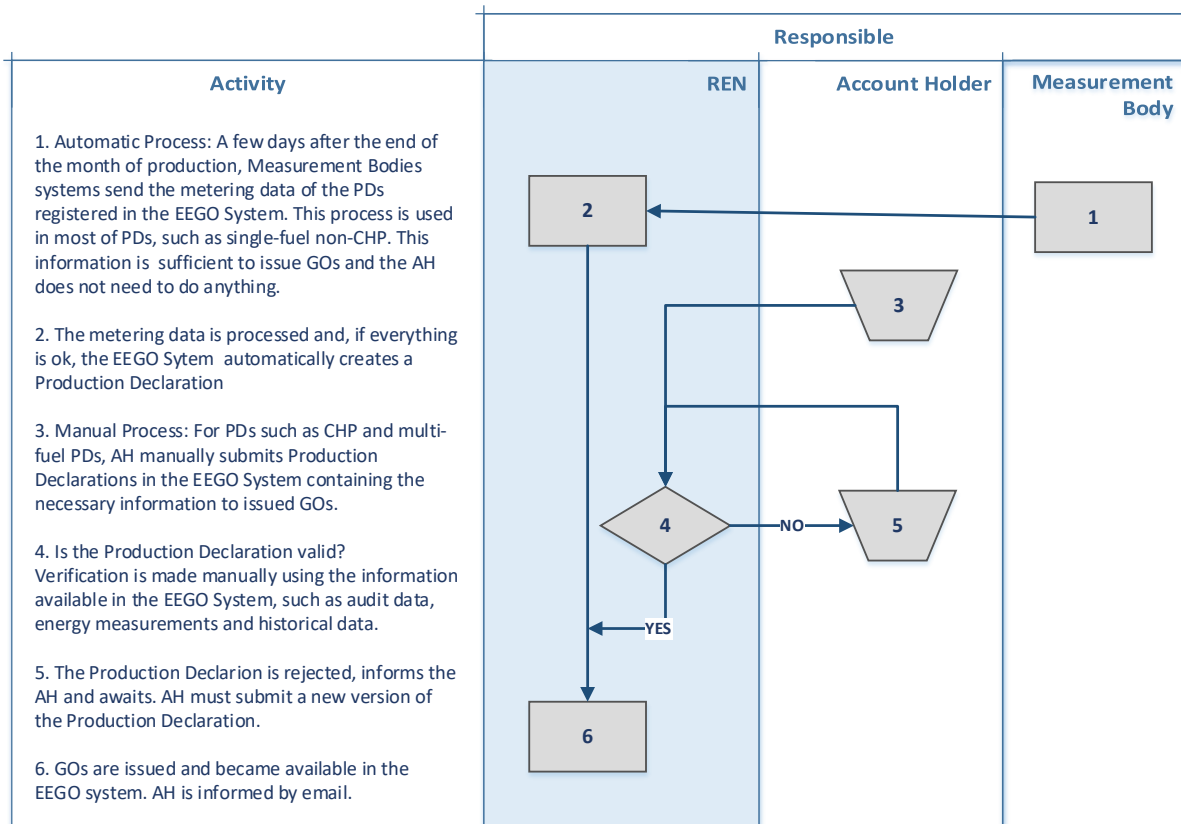 Responsible
Activity
REN
Account Holder
Measurement
Body
1. Automatic Process: A few days after the end of
the month of production, Measurement Bodies
systems send the metering data of the PDs
registered in the EEGO System. This process is used
in most of PDs, such as single-fuel non-CHP. This
information is sufficient to issue GOs and the AH
does not need to do anything.
2. The metering data is processed and, if everything
is ok, the EEGO Sytem automatically creates a
Production Declaration
3. Manual Process: For PDs such as CHP and multi-
fuel PDs, AH manually submits Production
Declarations in the EEGO System containing the
necessary information to issued GOs.
4. Is the Production Declaration valid?
Verification is made manually using the information
available in the EEGO System, such as audit data,
energy measurements and historical data.
5. The Production Declarion is rejected, informs the
AH and awaits. AH must submit a new version of
the Production Declaration.
6. GOs are issued and became available in the
EEGO system. AH is informed by email.
2
1
3
4
NO
5
YES
6